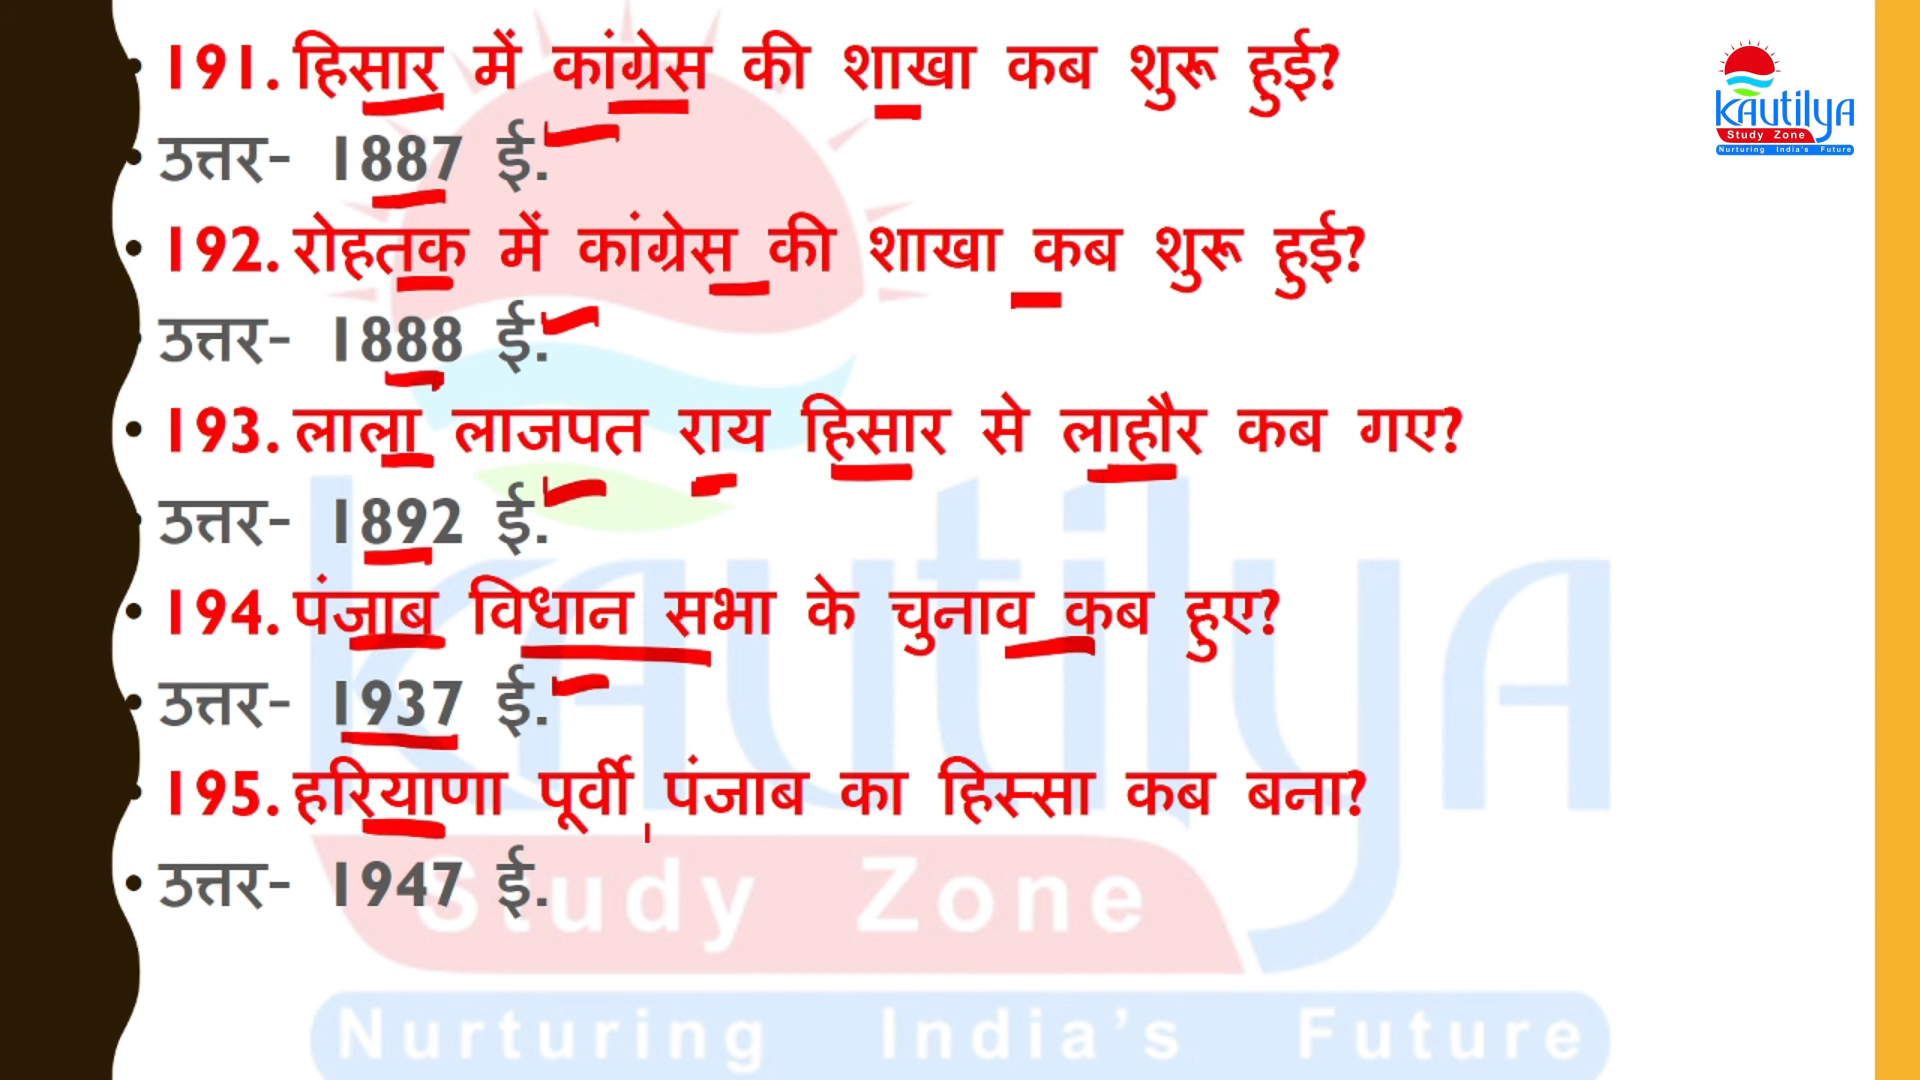 191. हिसार में कांग्रेस की शाखा कब शुरू हुई?
उत्तर- 1887 ई.
192. रोहतक में कांग्रेस की शाखा कब शुरू हुई?
उत्तर- 1888 ई.
193. लाला लाजपत राय हिसार से लाहौर कब गए?
उत्तर- 1892 ई.
194. पंजाब विधान सभा के चुनाव कब हुए?
उत्तर- 1937 ई.
195. हरियाणा पूर्वी पंजाब का हिस्सा कब बना?
उत्तर- 1947 ई.
Kautilya
Study Zone
Nurturing India's Future
Kautilya
Study Zone
Nurturing India's Future